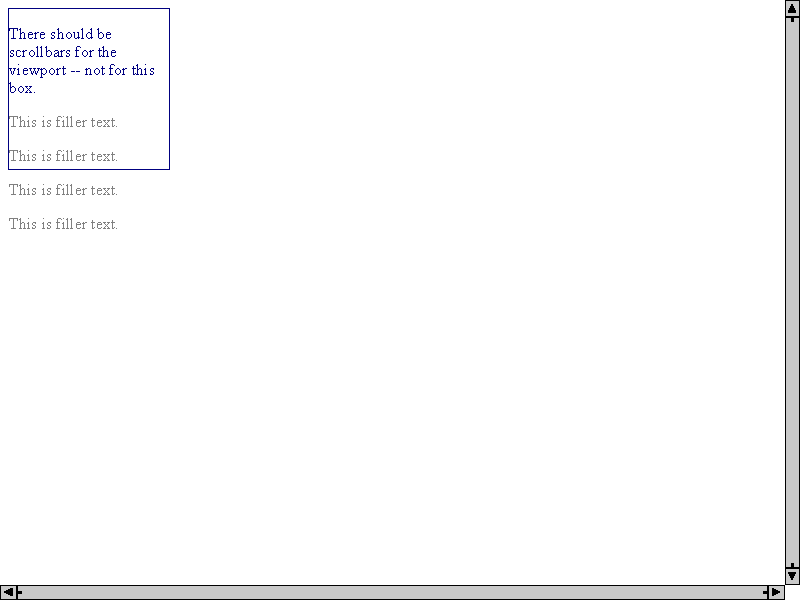 There should be
scrollbars for the
viewport -- not for this
box.
This is filler text.
This is filler text.
This is filler text.
This is filler text.